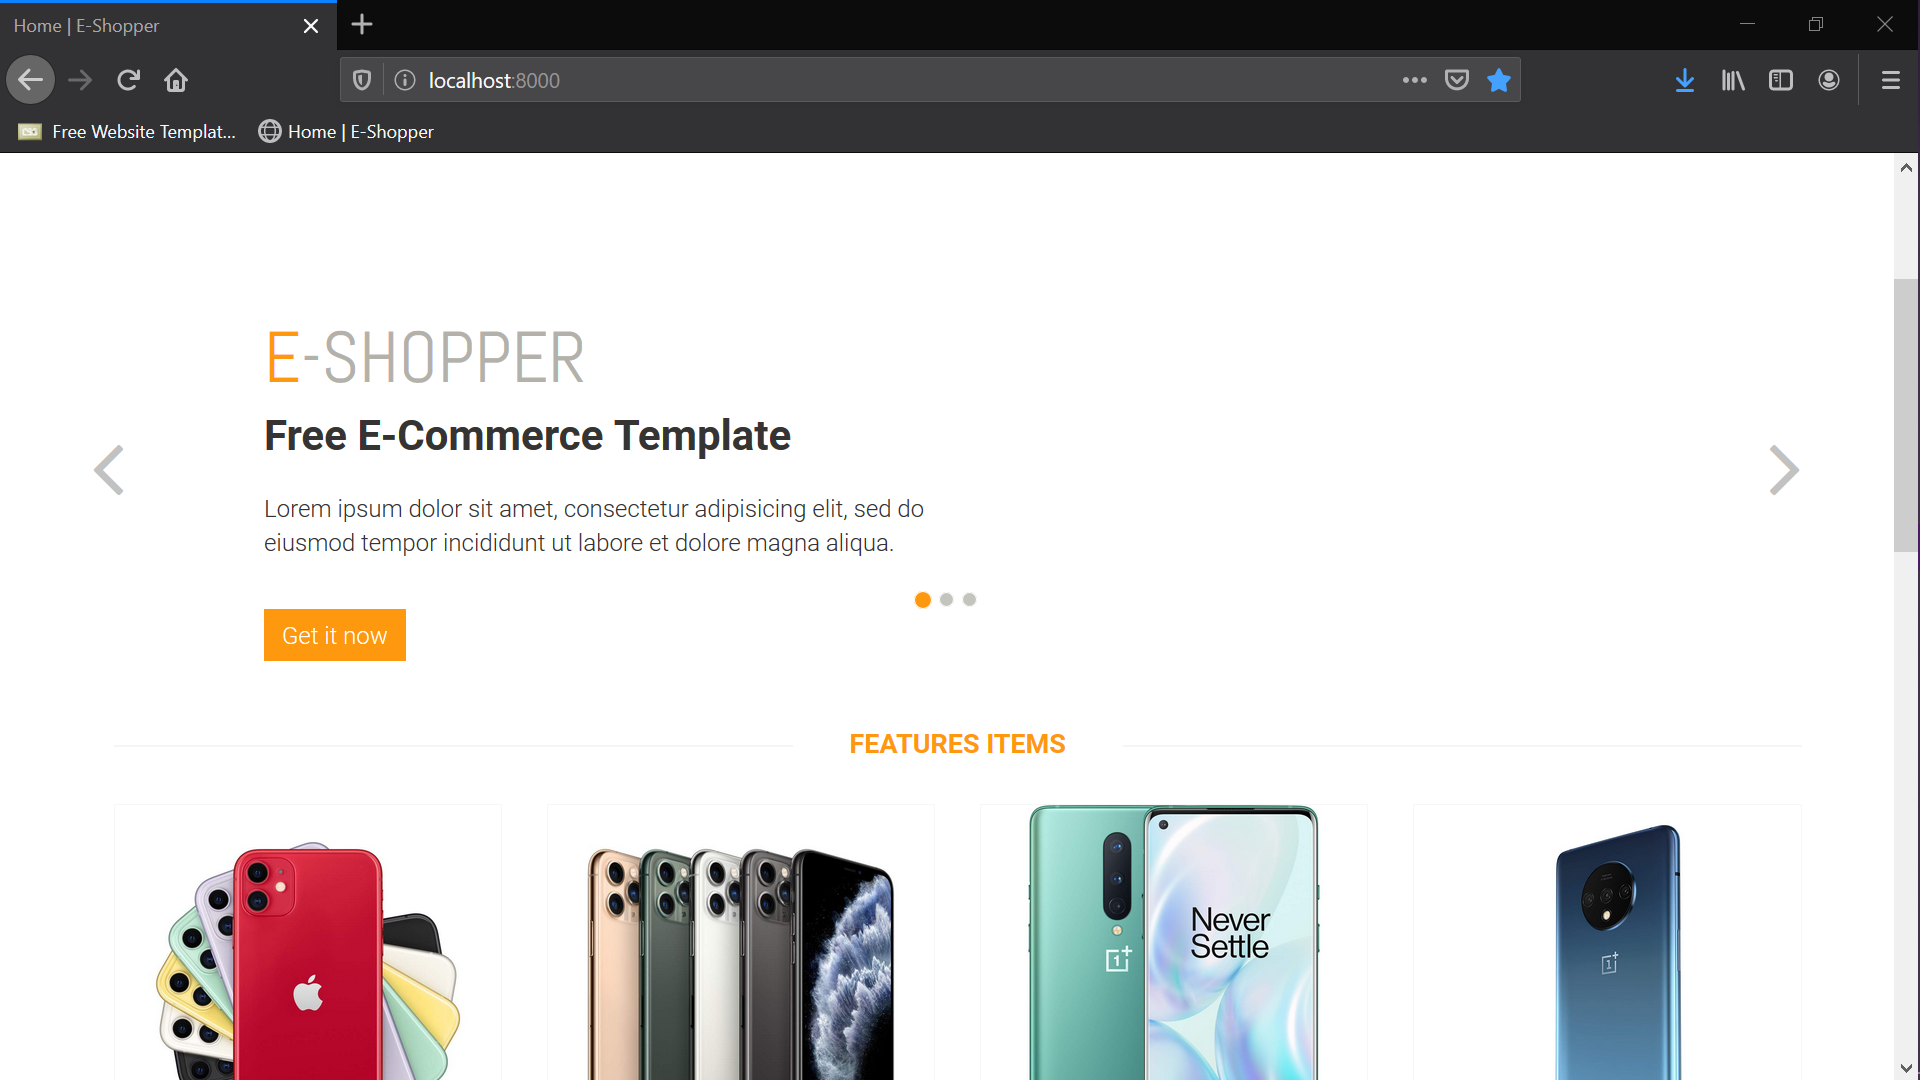 Home | E-Shopper
localhost:8000
Free Website Templat...
Home | E-Shopper
E-SHOPPER
Free E-Commerce Template
Lorem ipsum dolor sit amet, consectetur adipisicing elit, sed do
eiusmod tempor incididunt ut labore et dolore magna aliqua.
Get it now
FEATURES ITEMS
Never
Settle
1+
1+